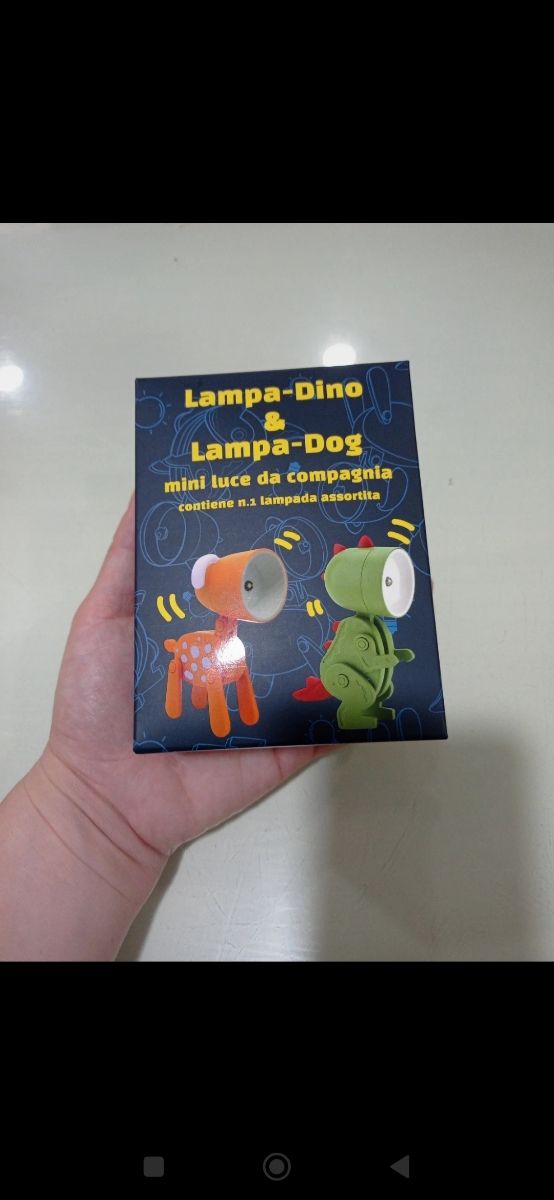 Lampa-Dino
&
Lampa-Dog
mini luce da compagnia
contiene n.1 lampada assortita